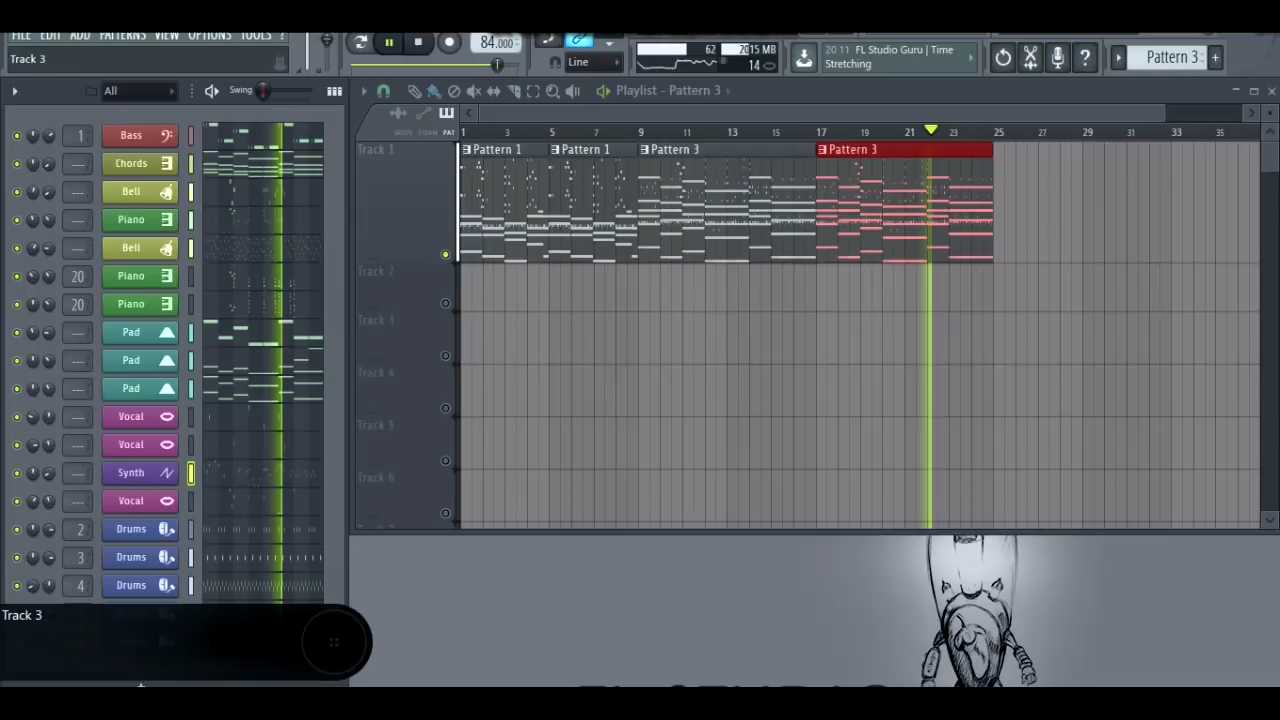 FILE EDIT ADD PATTERNS VIEW OPTIONS TOOLS ?
Track 3
84.000
Line
62
2015 MB
14
20 11 FL Studio Guru | Time
Stretching
?
Pattern 3
+
All
Swing
Playlist - Pattern 3
NOTE CHAN PAT
1 3 5 7 9 11 13 15 17 19 21 23 25 27 29 31 33 35
Track 1
Pattern 1
Pattern 1
Pattern 3
Pattern 3
Track 2
Track 3
Track 4
Track 5
Track 6
1 Bass
--- Chords
--- Bell
--- Piano
--- Bell
20 Piano
20 Piano
--- Pad
--- Pad
--- Pad
--- Vocal
--- Vocal
--- Synth
--- Vocal
2 Drums
3 Drums
4 Drums
Track 3